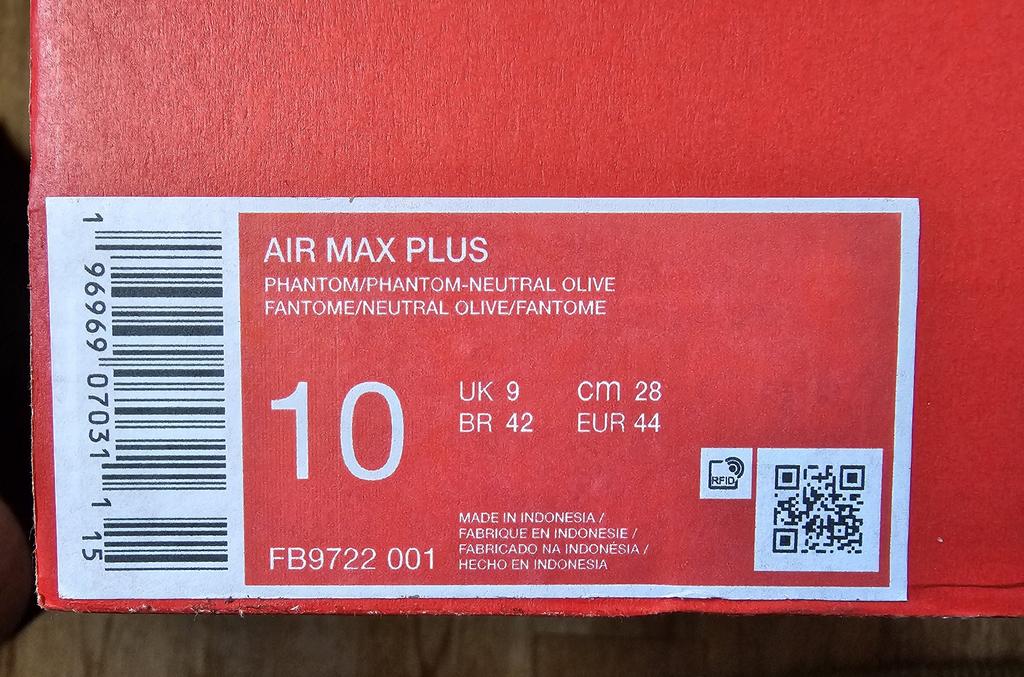 1 96969 07031 1 15
AIR MAX PLUS
PHANTOM/PHANTOM-NEUTRAL OLIVE
FANTOME/NEUTRAL OLIVE/FANTOME
10
UK 9 cm 28
BR 42 EUR 44
RFID
FB9722 001
MADE IN INDONESIA /
FABRIQUE EN INDONESIE /
FABRICADO NA INDONÉSIA /
HECHO EN INDONESIA